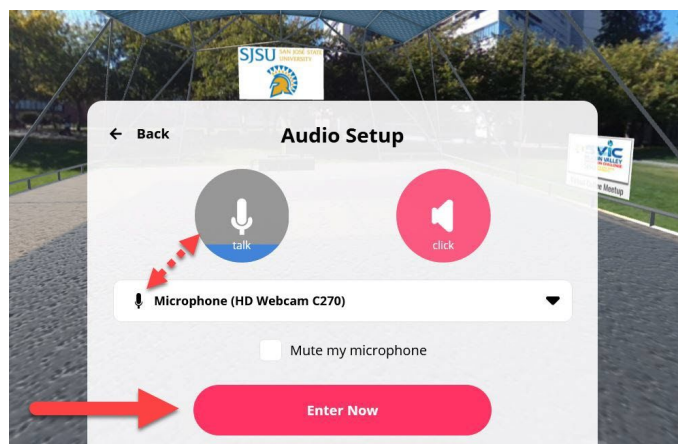 SJSU SAN JOSÉ STATE
UNIVERSITY
← Back
Audio Setup
talk
click
Microphone (HD Webcam C270)
Mute my microphone
Enter Now
Meetup